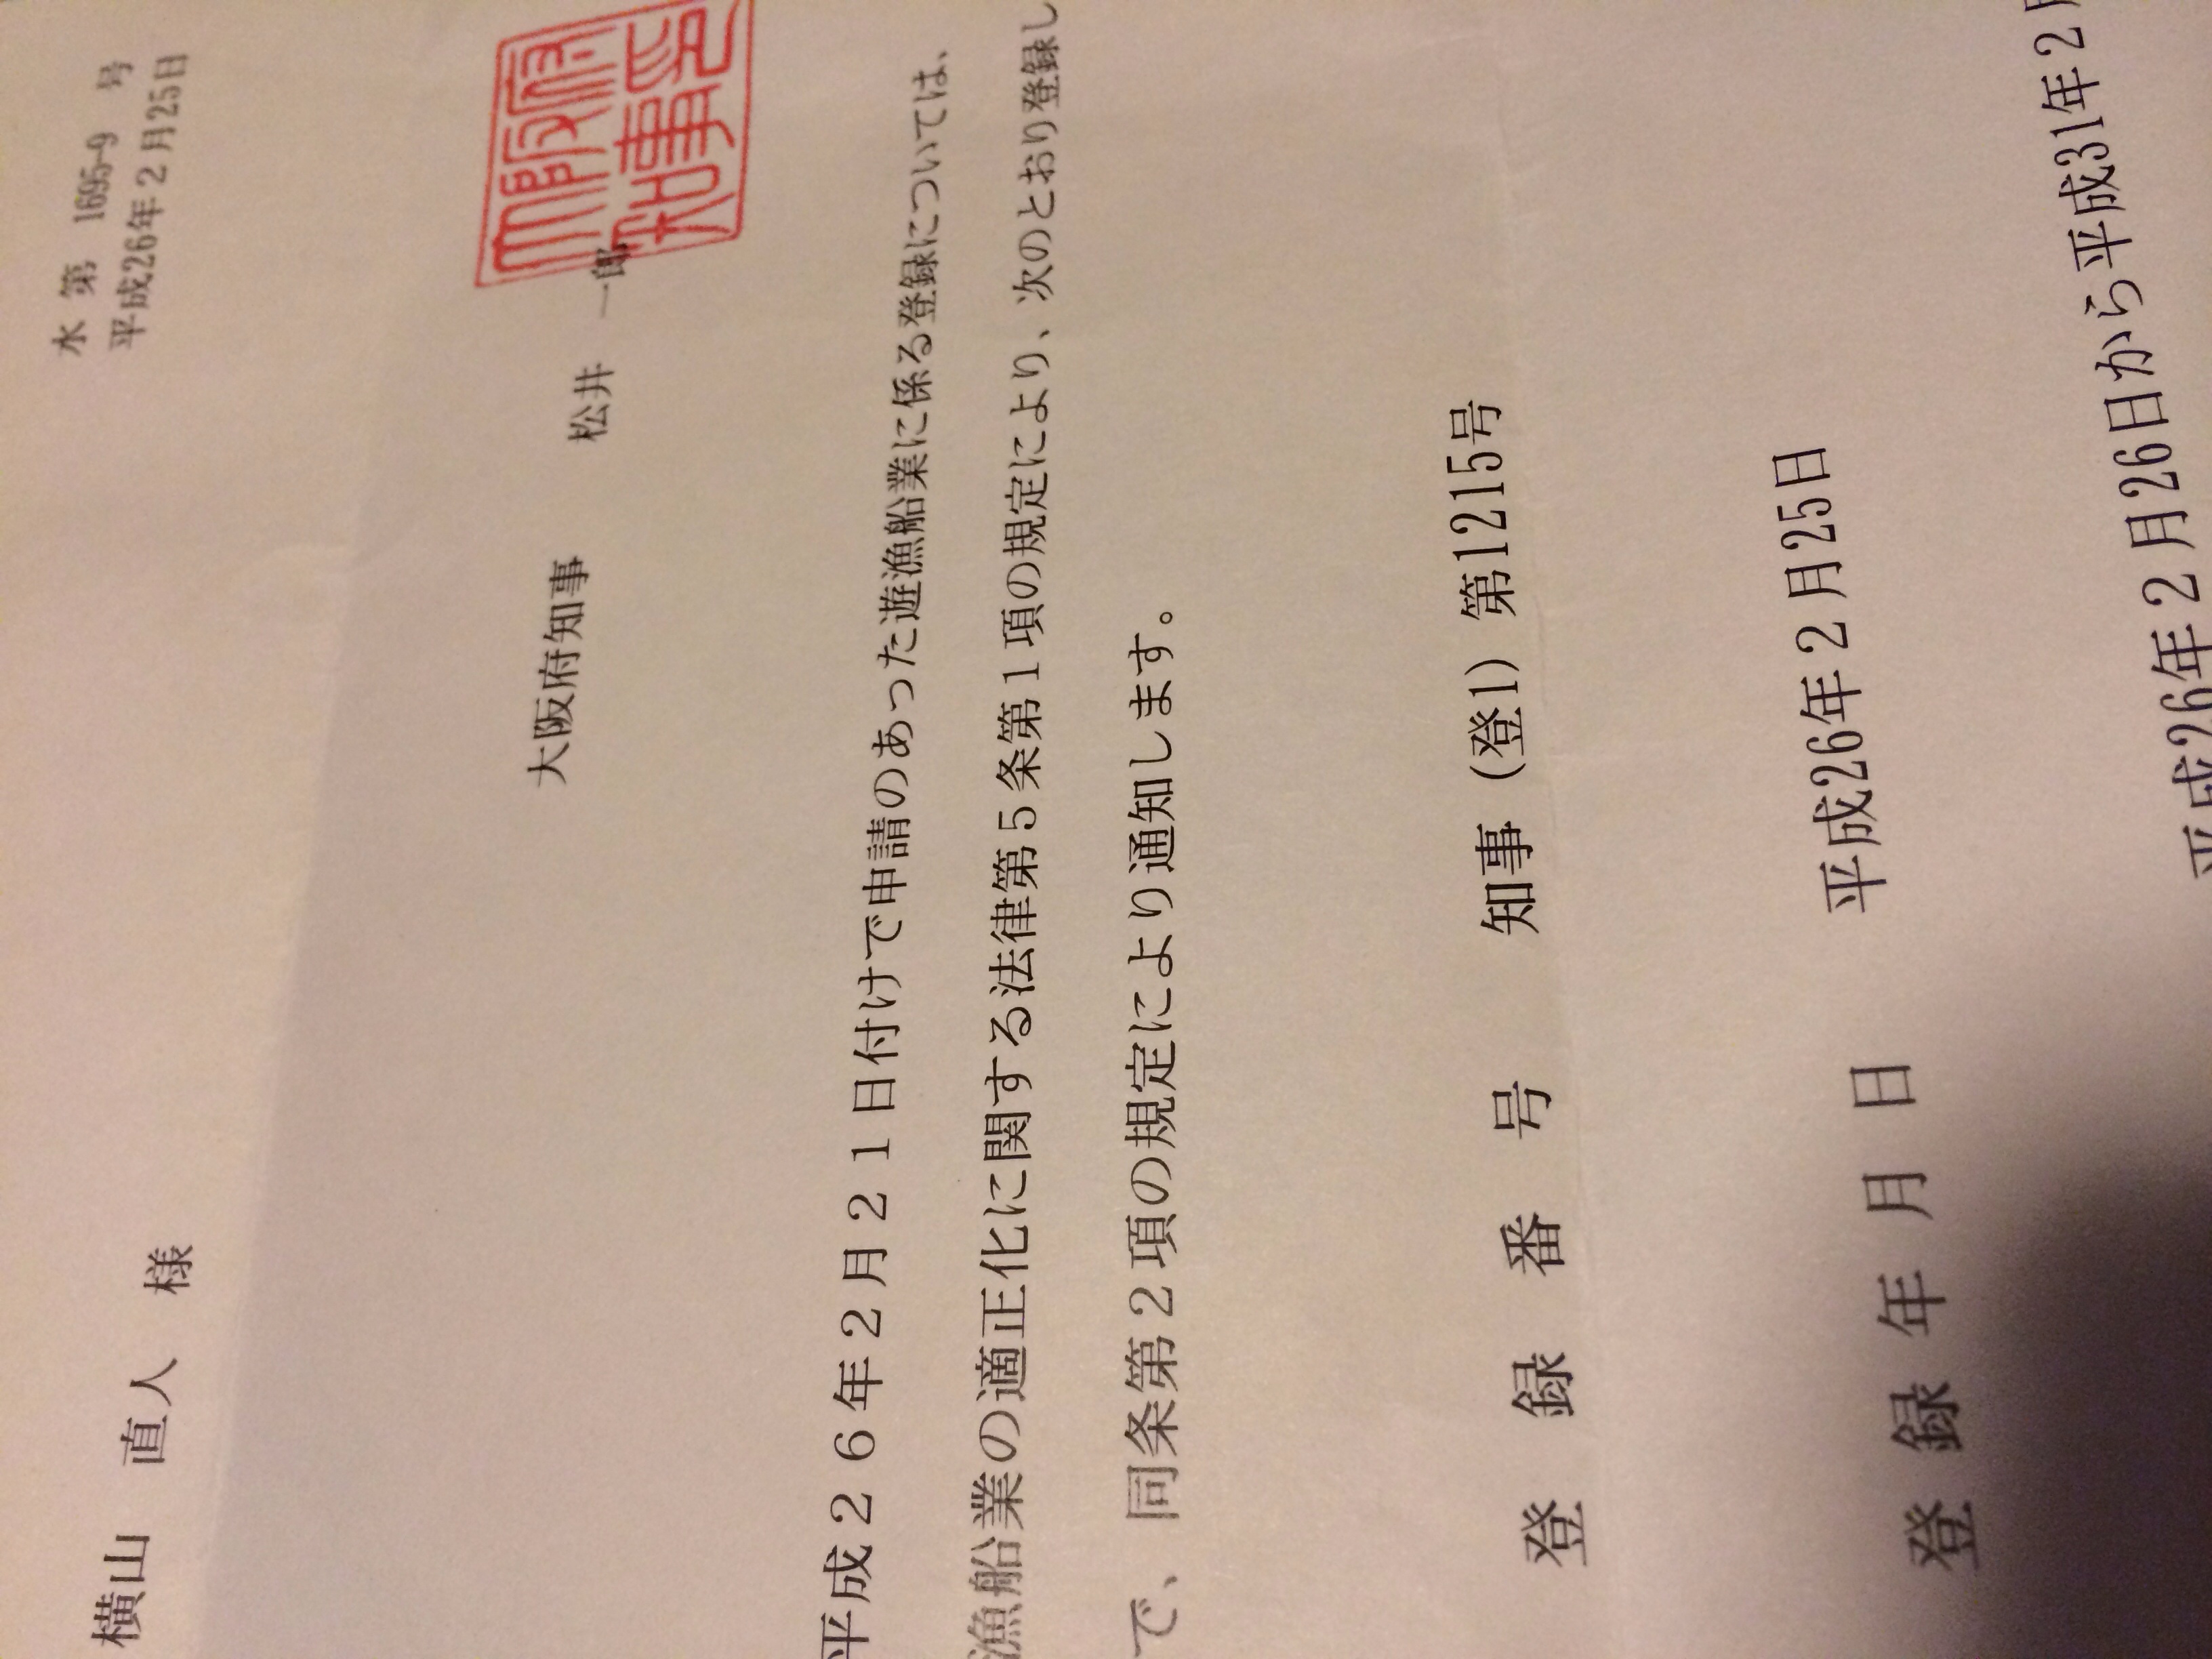 水 第 1695-9 号
平成26年2月25日
横山 直人 様
大阪府知事 松井 一郎
大阪府知事印
平成２６年２月２１日付けで申請のあった遊漁船業に係る登録については、
漁船業の適正化に関する法律第５条第１項の規定により、次のとおり登録し
で、同条第２項の規定により通知します。
登録番号 知事(登1)第1215号
登録年月日 平成26年2月25日
平成26年2月26日から平成31年2月